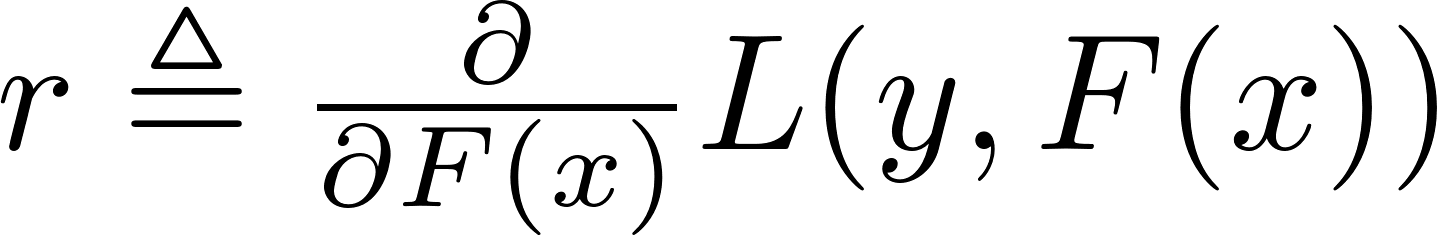 r ≜ ∂/∂F(x) L(y, F(x))